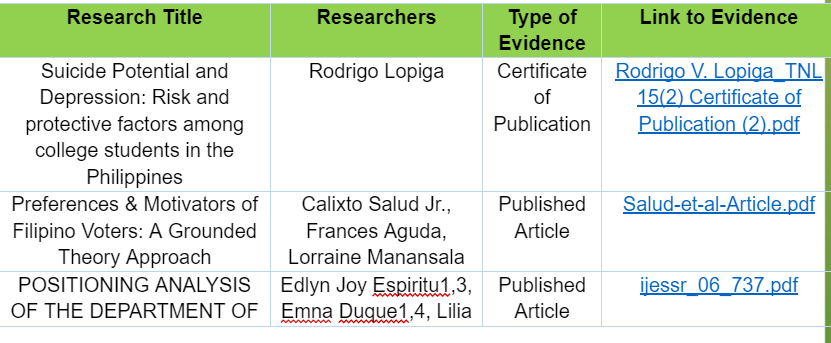 Research Title
Researchers
Type of
Evidence
Link to Evidence
Suicide Potential and
Depression: Risk and
protective factors among
college students in the
Philippines
Rodrigo Lopiga
Certificate
of
Publication
Rodrigo V. Lopiga_TNL
15(2) Certificate of
Publication (2).pdf
Preferences & Motivators of
Filipino Voters: A Grounded
Theory Approach
Calixto Salud Jr.,
Frances Aguda,
Lorraine Manansala
Published
Article
Salud-et-al-Article.pdf
POSITIONING ANALYSIS
OF THE DEPARTMENT OF
Edlyn Joy Espiritu1,3,
Emna Duque1,4, Lilia
Published
Article
ijessr_06_737.pdf